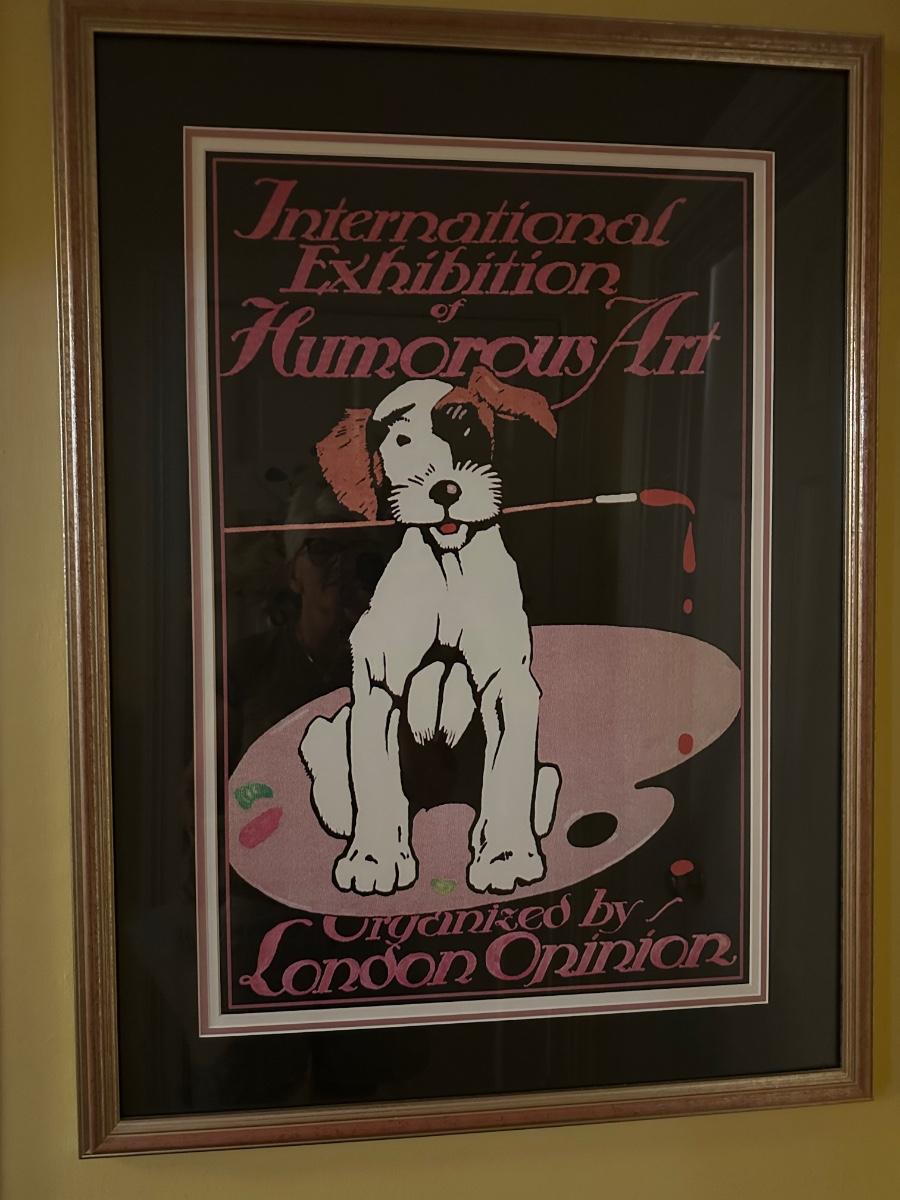 International
Exhibition
of
Humorous Art
Organized by
London Opinion